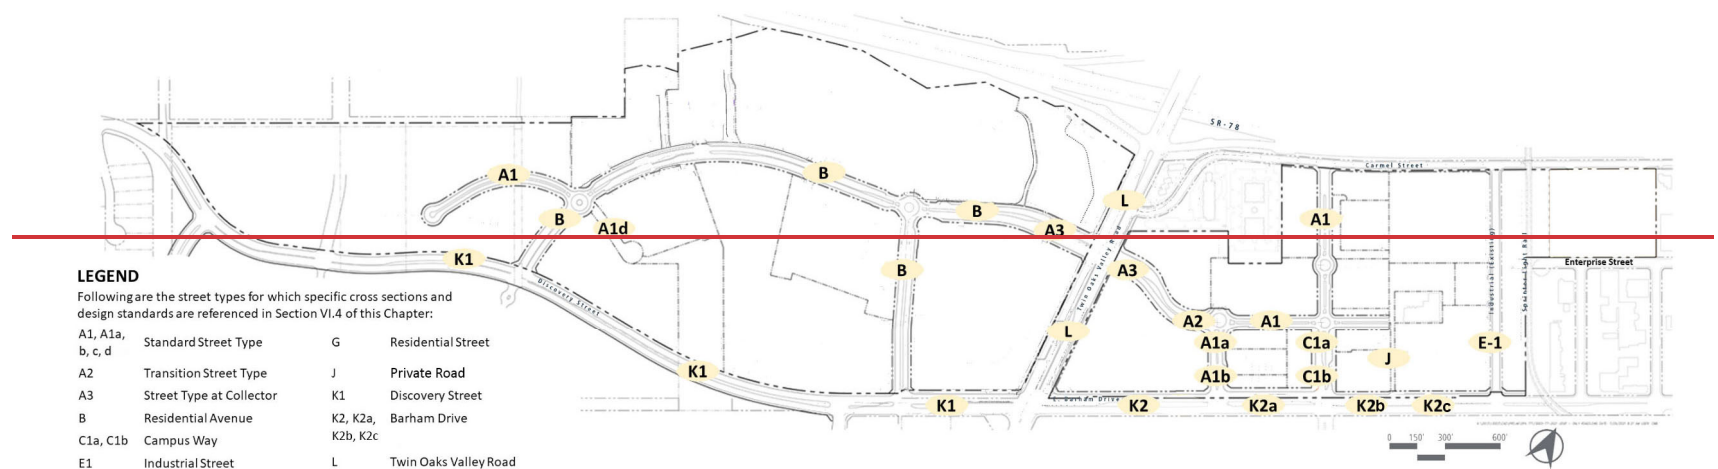 SR-78
Carmel Street
A1
B
L
B
B
A1
A1d
A3
K1
B
A3
Twin Oaks Valley Road
Industrial (Existing)
Sprinter Light Rail
Enterprise Street
Discovery Street
A2
A1
L
A1a
C1a
E-1
J
K1
A1b
C1b
E. Barham Drive
K1
K2
K2a
K2b
K2c
0 150' 300' 600'
LEGEND
Following are the street types for which specific cross sections and
design standards are referenced in Section VI.4 of this Chapter:
A1, A1a,
b, c, d
Standard Street Type
G
Residential Street
A2
Transition Street Type
J
Private Road
A3
Street Type at Collector
K1
Discovery Street
B
Residential Avenue
K2, K2a,
K2b, K2c
Barham Drive
C1a, C1b
Campus Way
E1
Industrial Street
L
Twin Oaks Valley Road